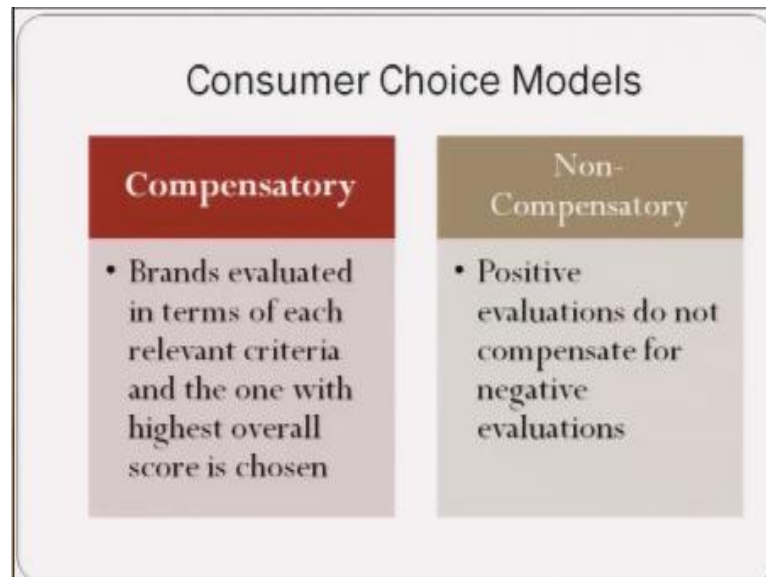 Consumer Choice Models
Compensatory
• Brands evaluated
in terms of each
relevant criteria
and the one with
highest overall
score is chosen
Non-
Compensatory
• Positive
evaluations do not
compensate for
negative
evaluations